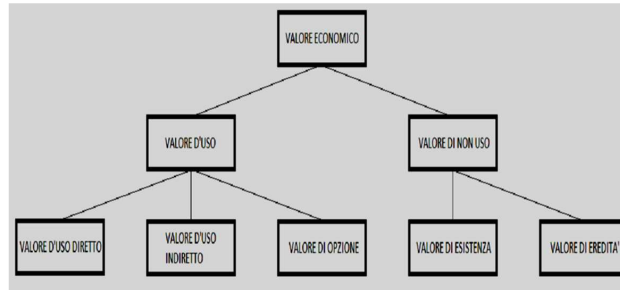 VALORE ECONOMICO
VALORE D'USO
VALORE DI NON USO
VALORE D'USO DIRETTO
VALORE D'USO
INDIRETTO
VALORE DI OPZIONE
VALORE DI ESISTENZA
VALORE DI EREDITA'